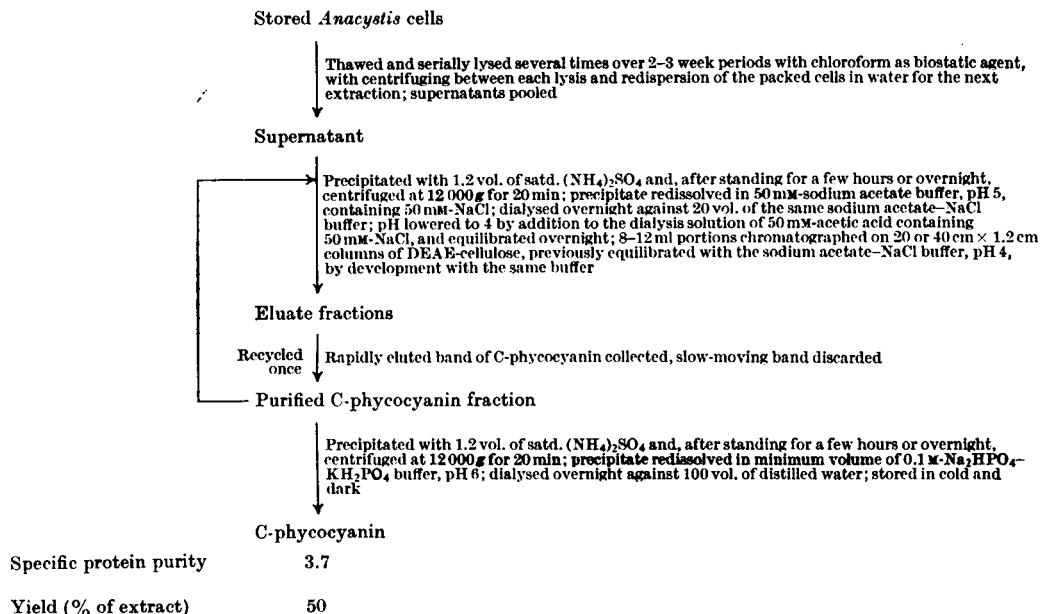 Stored Anacystis cells
Thawed and serially lysed several times over 2–3 week periods with chloroform as biostatic agent,
with centrifuging between each lysis and redispersion of the packed cells in water for the next
extraction; supernatants pooled
Supernatant
Precipitated with 1.2 vol. of satd. (NH₄)₂SO₄ and, after standing for a few hours or overnight,
centrifuged at 12 000g for 20 min; precipitate redissolved in 50 mM-sodium acetate buffer, pH 5,
containing 50 mM-NaCl; dialysed overnight against 20 vol. of the same sodium acetate–NaCl
buffer; pH lowered to 4 by addition to the dialysis solution of 50 mM-acetic acid containing
50 mM-NaCl, and equilibrated overnight; 8–12 ml portions chromatographed on 20 or 40 cm × 1.2 cm
columns of DEAE-cellulose, previously equilibrated with the sodium acetate–NaCl buffer, pH 4,
by development with the same buffer
Eluate fractions
Recycled
once
Rapidly eluted band of C-phycocyanin collected, slow-moving band discarded
Purified C-phycocyanin fraction
Precipitated with 1.2 vol. of satd. (NH₄)₂SO₄ and, after standing for a few hours or overnight,
centrifuged at 12 000g for 20 min; precipitate redissolved in minimum volume of 0.1 M-Na₂HPO₄–
KH₂PO₄ buffer, pH 6; dialysed overnight against 100 vol. of distilled water; stored in cold and
dark
C-phycocyanin
Specific protein purity 3.7
Yield (% of extract) 50